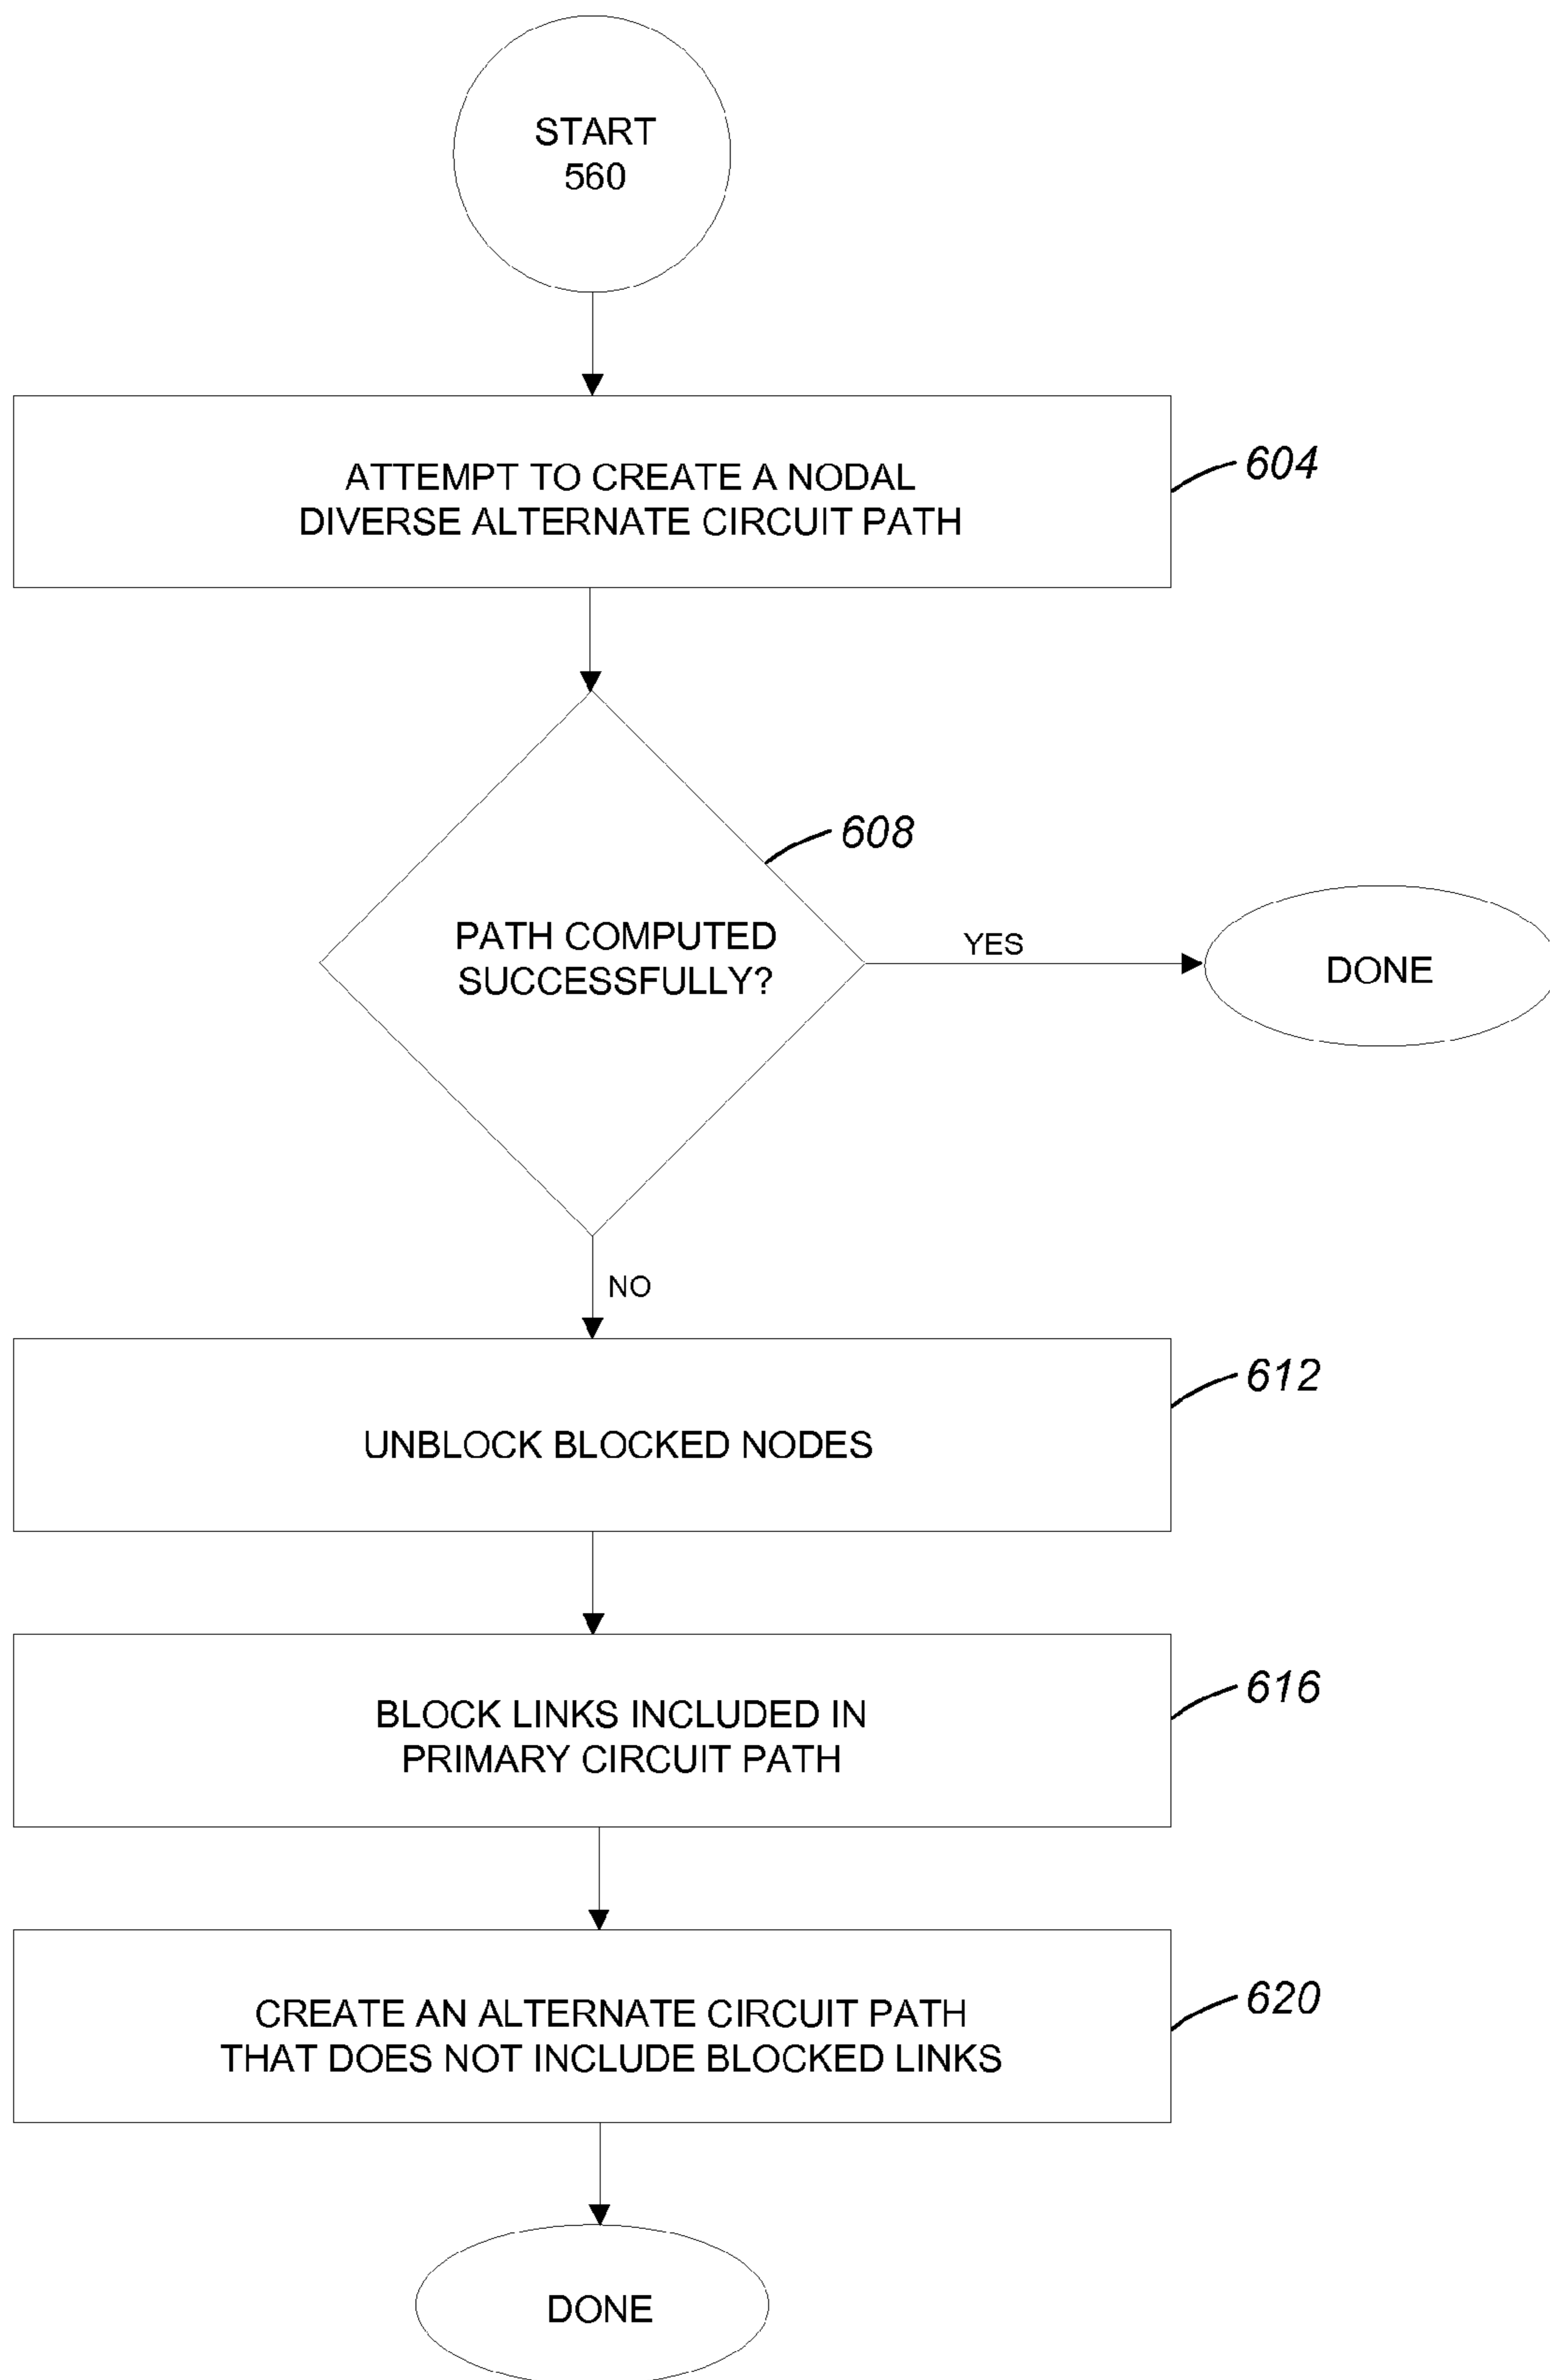 START
560
ATTEMPT TO CREATE A NODAL
DIVERSE ALTERNATE CIRCUIT PATH
604
608
PATH COMPUTED
SUCCESSFULLY?
YES
DONE
NO
612
UNBLOCK BLOCKED NODES
616
BLOCK LINKS INCLUDED IN
PRIMARY CIRCUIT PATH
620
CREATE AN ALTERNATE CIRCUIT PATH
THAT DOES NOT INCLUDE BLOCKED LINKS
DONE